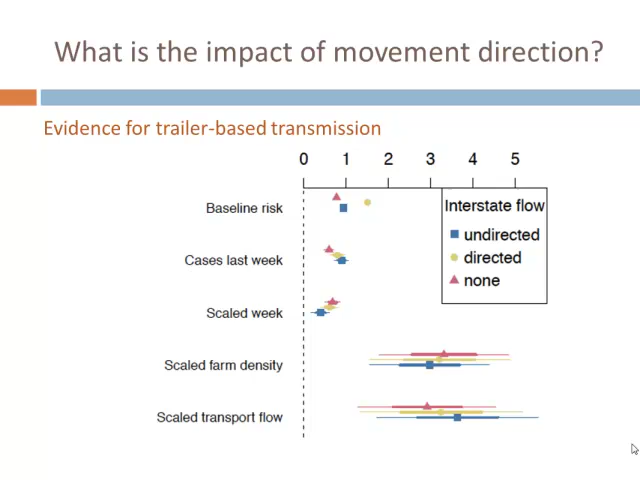 What is the impact of movement direction?
Evidence for trailer-based transmission
0 1 2 3 4 5
Baseline risk
Cases last week
Scaled week
Scaled farm density
Scaled transport flow
Interstate flow
undirected
directed
none